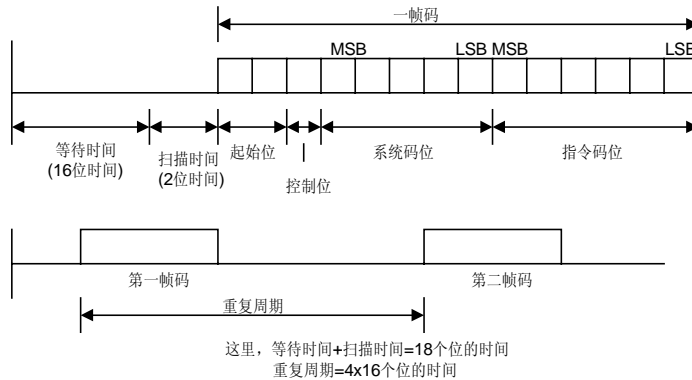 一帧码
MSB LSB MSB LSB
等待时间
(16位时间)
扫描时间
(2位时间)
起始位
控制位
系统码位
指令码位
第一帧码
第二帧码
重复周期
这里，等待时间+扫描时间=18个位的时间
重复周期=4x16个位的时间